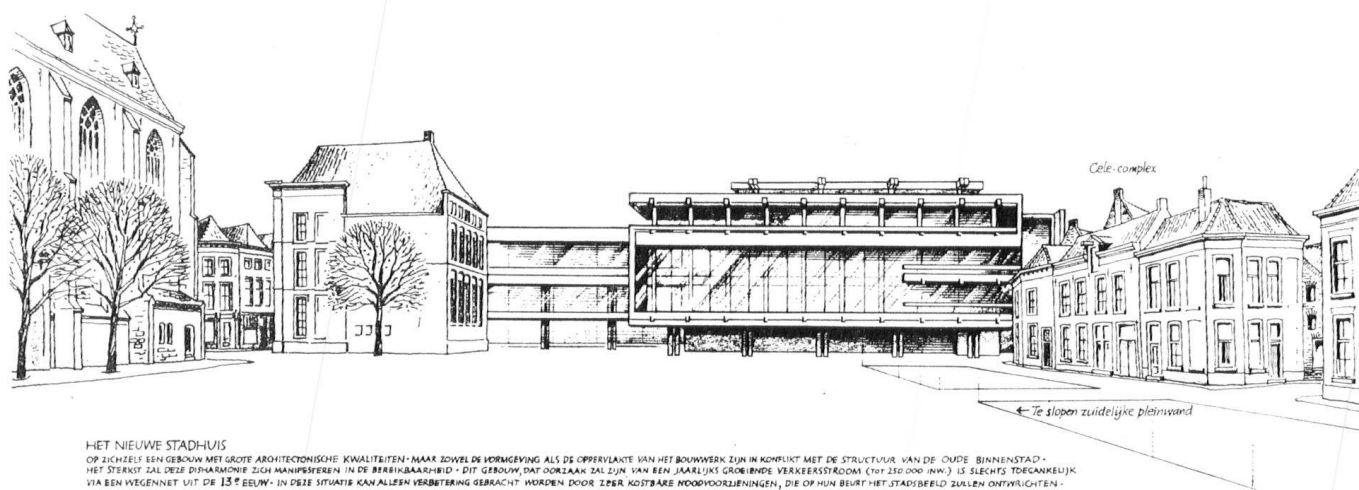 Cele-complex
← Te slopen zuidelijke pleinwand
HET NIEUWE STADHUIS
OP ZICHZELF EEN GEBOUW MET GROTE ARCHITECTONISCHE KWALITEITEN · MAAR ZOWEL DE VORMGEVING ALS DE OPPERVLAKTE VAN HET BOUWWERK ZIJN IN KONFLIKT MET DE STRUCTUUR VAN DE OUDE BINNENSTAD ·
HET STERKST ZAL DEZE DISHARMONIE ZICH MANIFESTEREN IN DE BEREIKBAARHEID · DIT GEBOUW, DAT OORZAAK ZAL ZIJN VAN EEN JAARLIJKS GROEIENDE VERKEERSSTROOM (TOT 250.000 INW.) IS SLECHTS TOEGANKELIJK
VIA EEN WEGENNET UIT DE 13e EEUW · IN DEZE SITUATIE KAN ALLEEN VERBETERING GEBRACHT WORDEN DOOR ZEER KOSTBARE NOODVOORZIENINGEN, DIE OP HUN BEURT HET STADSBEELD ZULLEN ONTWRICHTEN ·